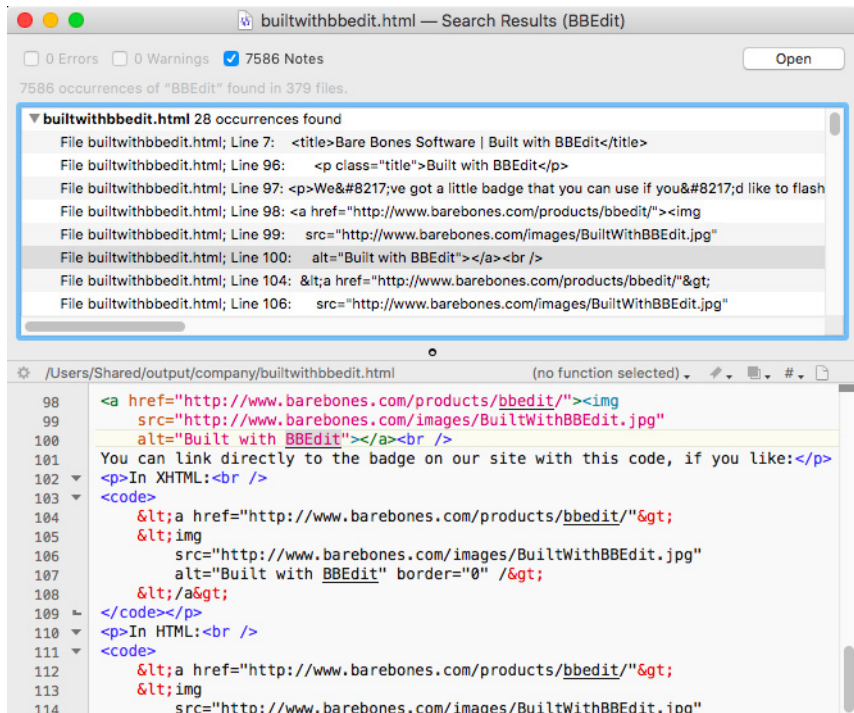 builtwithbbedit.html — Search Results (BBEdit)
0 Errors 0 Warnings 7586 Notes
Open
7586 occurrences of "BBEdit" found in 379 files.
builtwithbbedit.html 28 occurrences found
File builtwithbbedit.html; Line 7: <title>Bare Bones Software | Built with BBEdit</title>
File builtwithbbedit.html; Line 96: <p class="title">Built with BBEdit</p>
File builtwithbbedit.html; Line 97: <p>We&#8217;ve got a little badge that you can use if you&#8217;d like to flash
File builtwithbbedit.html; Line 98: <a href="http://www.barebones.com/products/bbedit/"><img
File builtwithbbedit.html; Line 99: src="http://www.barebones.com/images/BuiltWithBBEdit.jpg"
File builtwithbbedit.html; Line 100: alt="Built with BBEdit"></a><br />
File builtwithbbedit.html; Line 104: &lt;a href="http://www.barebones.com/products/bbedit/"&gt;
File builtwithbbedit.html; Line 106: src="http://www.barebones.com/images/BuiltWithBBEdit.jpg"
/Users/Shared/output/company/builtwithbbedit.html (no function selected) #
98 <a href="http://www.barebones.com/products/bbedit/"><img
99 src="http://www.barebones.com/images/BuiltWithBBEdit.jpg"
100 alt="Built with BBEdit"></a><br />
101 You can link directly to the badge on our site with this code, if you like:</p>
102 <p>In XHTML:<br />
103 <code>
104 &lt;a href="http://www.barebones.com/products/bbedit/"&gt;
105 &lt;img
106 src="http://www.barebones.com/images/BuiltWithBBEdit.jpg"
107 alt="Built with BBEdit" border="0" /&gt;
108 &lt;/a&gt;
109 </code></p>
110 <p>In HTML:<br />
111 <code>
112 &lt;a href="http://www.barebones.com/products/bbedit/"&gt;
113 &lt;img
114 src="http://www.barebones.com/images/BuiltWithBBEdit.jpg"